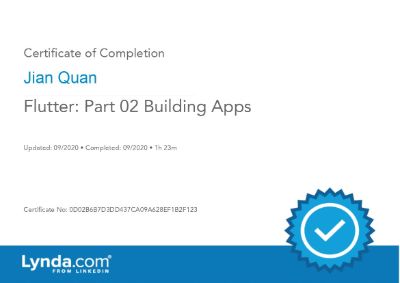 Certificate of Completion
Jian Quan
Flutter: Part 02 Building Apps
Updated: 09/2020 • Completed: 09/2020 • 1h 23m
Certificate No: 0D02B6B7D3DD437CA09A628EF1B2F123
Lynda.com®
FROM LINKEDIN